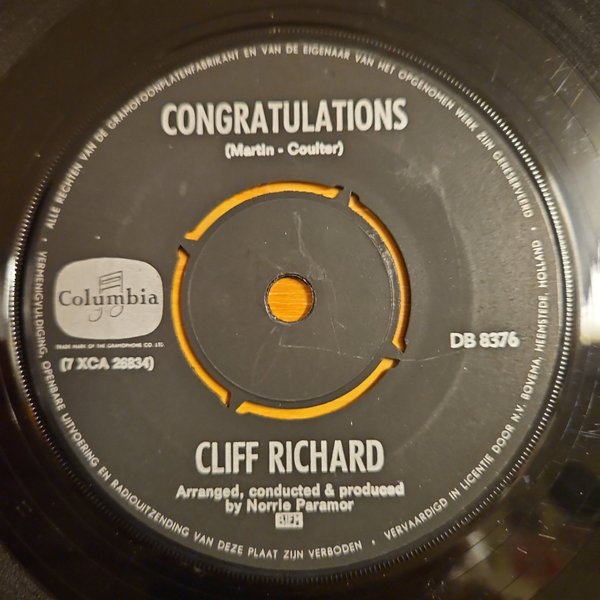 ALLE RECHTEN VAN DE GRAMOFOONPLATENFABRIKANT EN VAN DE EIGENAAR VAN HET OPGENOMEN WERK ZIJN GERESERVEERD
CONGRATULATIONS
(Martin - Coulter)
Columbia
TRADE MARK OF THE GRAMOPHONE CO. LTD.
(7 XCA 26834)
DB 8376
CLIFF RICHARD
Arranged, conducted & produced
by Norrie Paramor
VERMENIGVULDIGING, OPENBARE UITVOERING EN RADIOUITZENDING VAN DEZE PLAAT ZIJN VERBODEN • VERVAARDIGD IN LICENTIE DOOR N.V. BOVEMA, HEEMSTEDE, HOLLAND